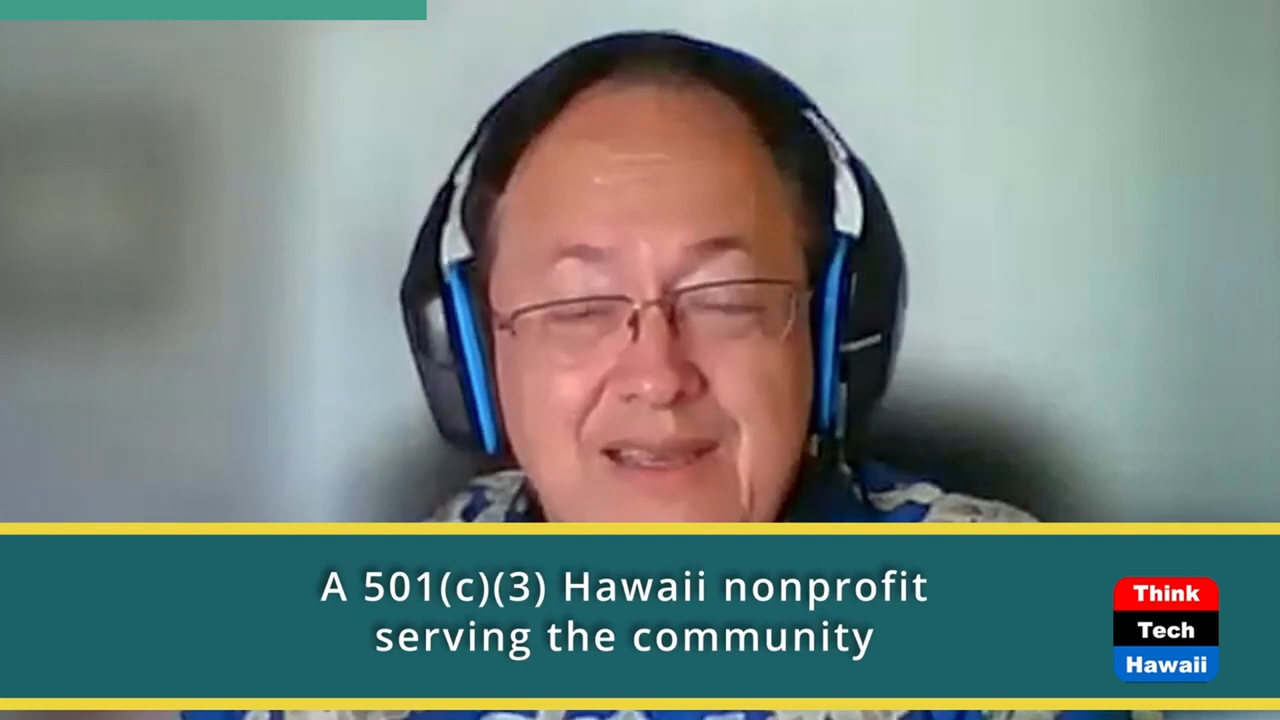 A 501(c)(3) Hawaii nonprofit
serving the community
Think
Tech
Hawaii